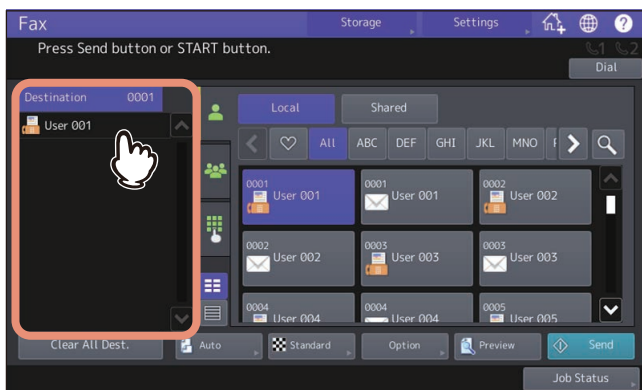 Fax Storage Settings ?
Press Send button or START button. 1 2
Dial
Destination 0001
User 001
Local Shared
All ABC DEF GHI JKL MNO
0001 User 001
0001 User 001
0002 User 002
0002 User 002
0003 User 003
0003 User 003
0004 User 004
0004 User 004
0005 User 005
Clear All Dest. Auto Standard Option Preview Send
Job Status